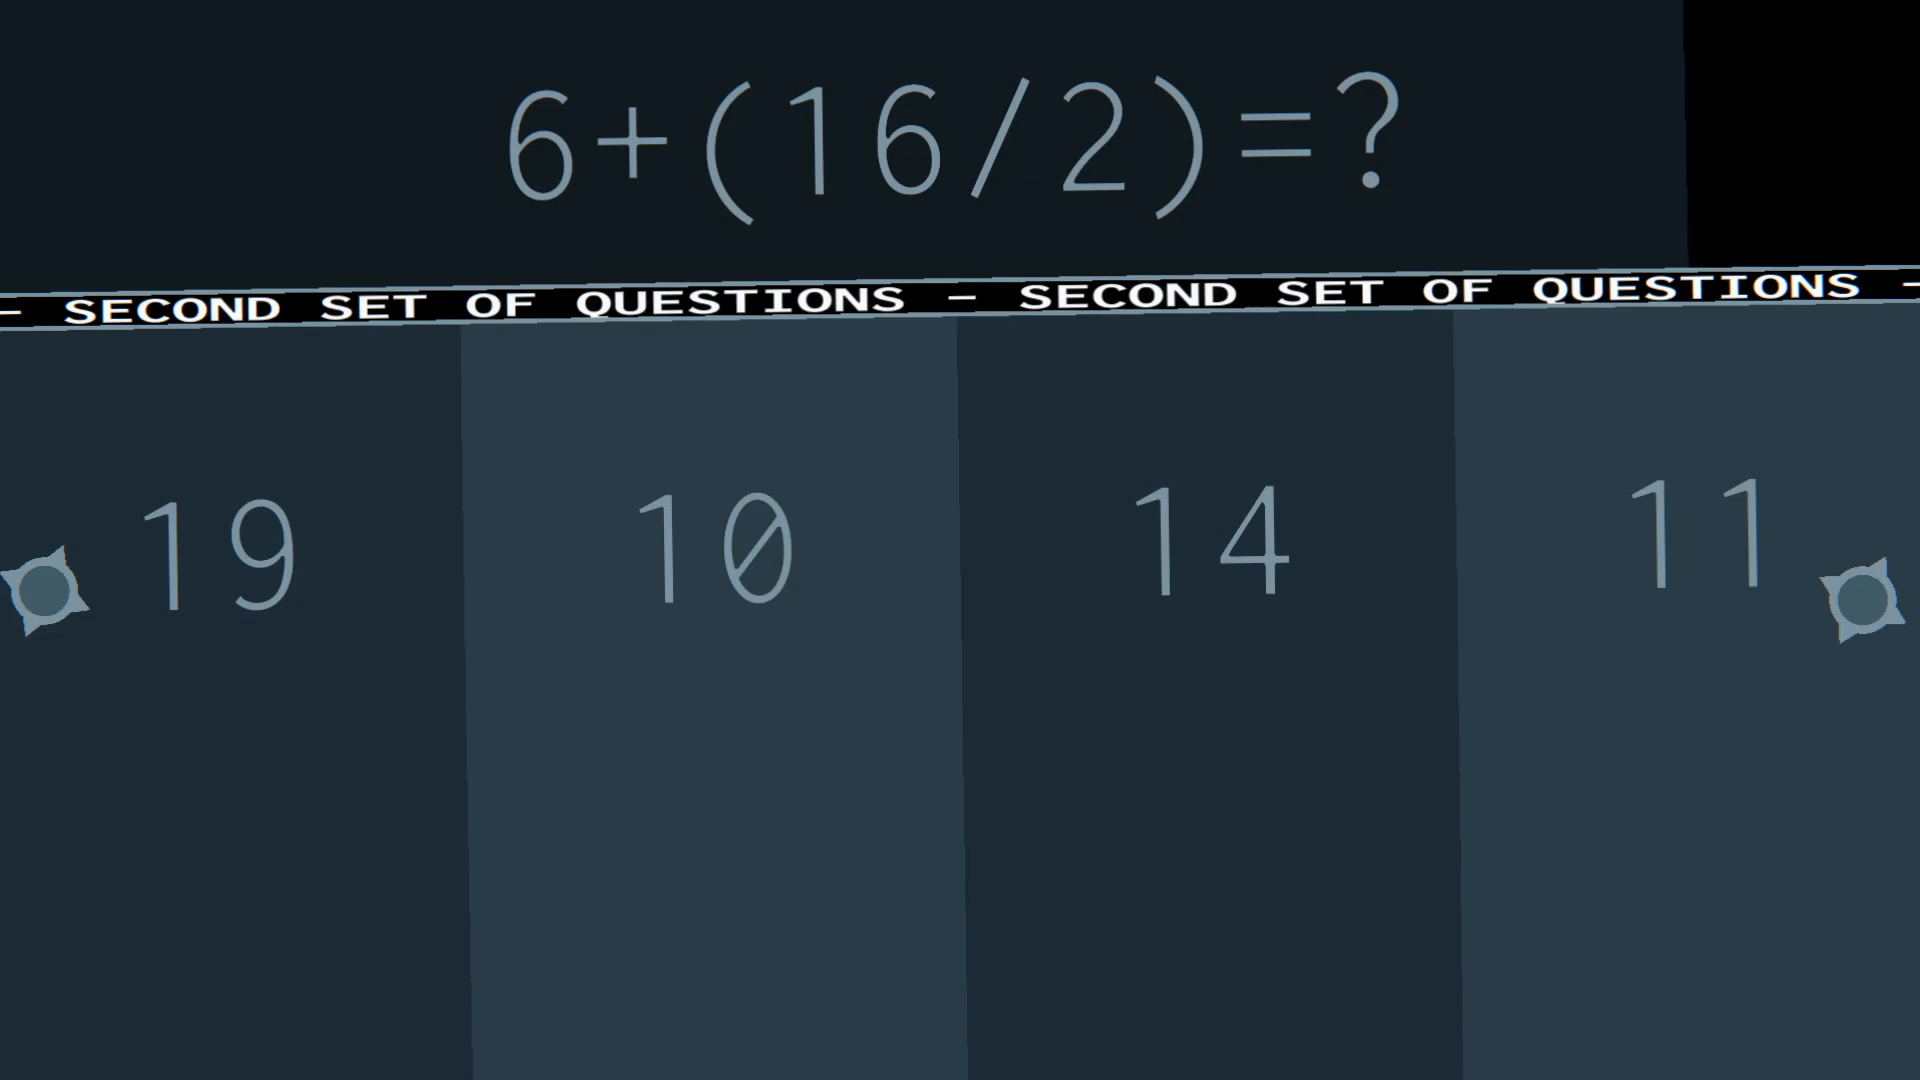 6+(16/2)=?
— SECOND SET OF QUESTIONS — SECOND SET OF QUESTIONS —
19 10 14 11